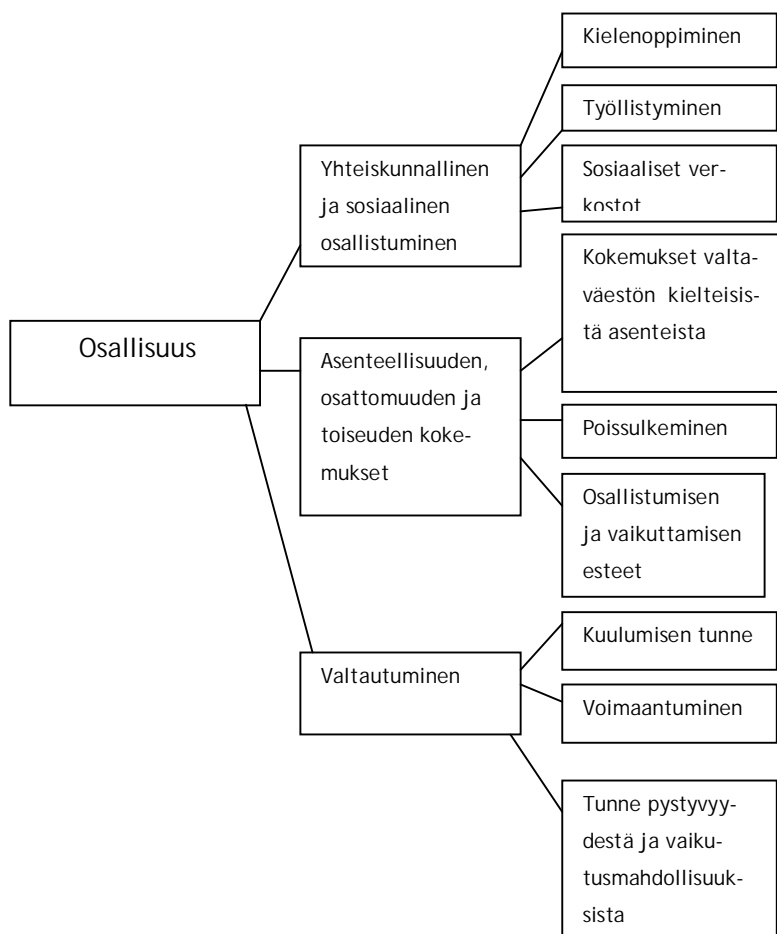 Osallisuus
Yhteiskunnallinen
ja sosiaalinen
osallistuminen
Kielenoppiminen
Työllistyminen
Sosiaaliset ver-
kostot
Asenteellisuuden,
osattomuuden ja
toiseuden koke-
mukset
Kokemukset valta-
väestön kielteisis-
tä asenteista
Poissulkeminen
Osallistumisen
ja vaikuttamisen
esteet
Valtautuminen
Kuulumisen tunne
Voimaantuminen
Tunne pystyvyy-
destä ja vaiku-
tusmahdollisuuk-
sista